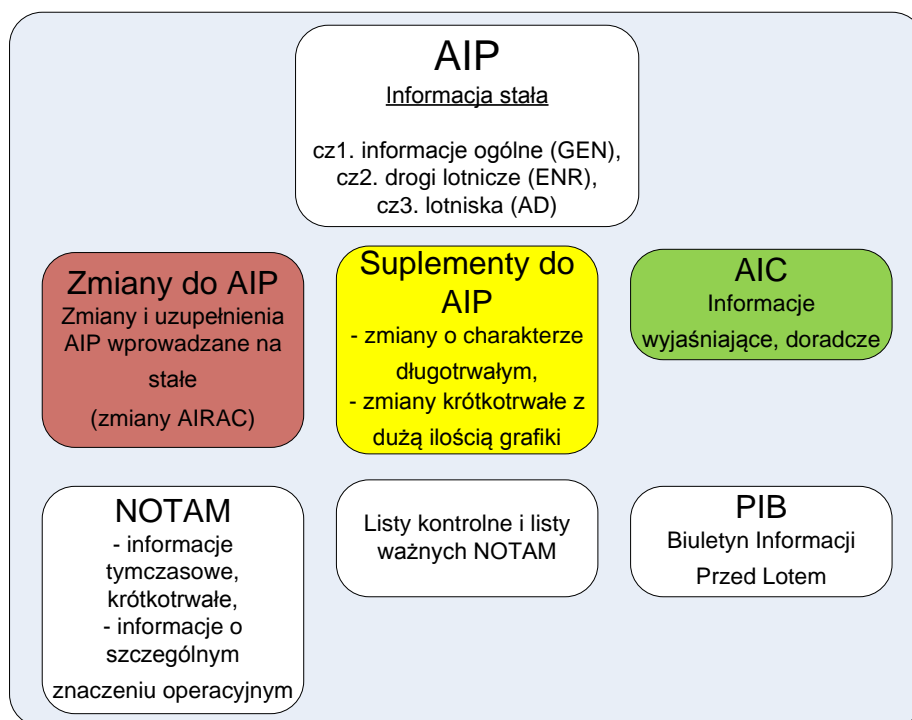 AIP
Informacja stała
cz1. informacje ogólne (GEN),
cz2. drogi lotnicze (ENR),
cz3. lotniska (AD)
Zmiany do AIP
Zmiany i uzupełnienia
AIP wprowadzane na
stałe
(zmiany AIRAC)
Suplementy do
AIP
- zmiany o charakterze
długotrwałym,
- zmiany krótkotrwałe z
dużą ilością grafiki
AIC
Informacje
wyjaśniające, doradcze
NOTAM
- informacje
tymczasowe,
krótkotrwałe,
- informacje o
szczególnym
znaczeniu operacyjnym
Listy kontrolne i listy
ważnych NOTAM
PIB
Biuletyn Informacji
Przed Lotem